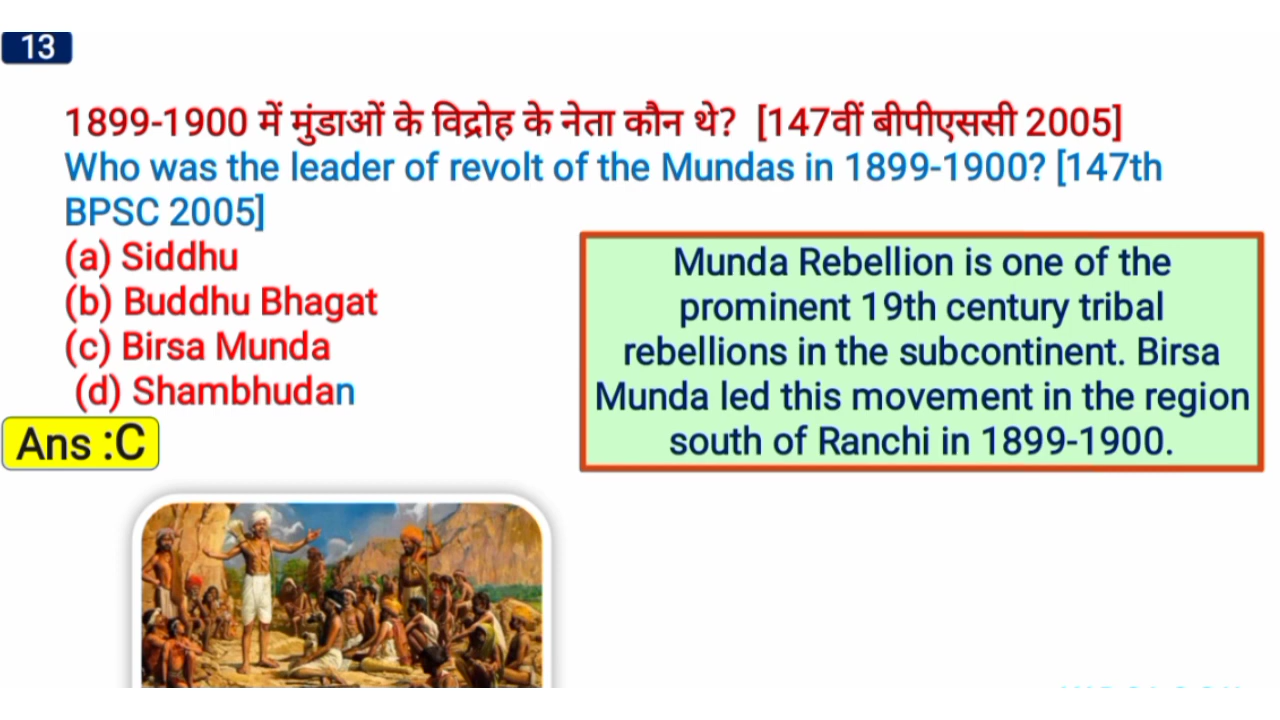 13
1899-1900 में मुंडाओं के विद्रोह के नेता कौन थे? [147वीं बीपीएससी 2005]
Who was the leader of revolt of the Mundas in 1899-1900? [147th
BPSC 2005]
(a) Siddhu
(b) Buddhu Bhagat
(c) Birsa Munda
(d) Shambhudan
Ans :C
Munda Rebellion is one of the
prominent 19th century tribal
rebellions in the subcontinent. Birsa
Munda led this movement in the region
south of Ranchi in 1899-1900.